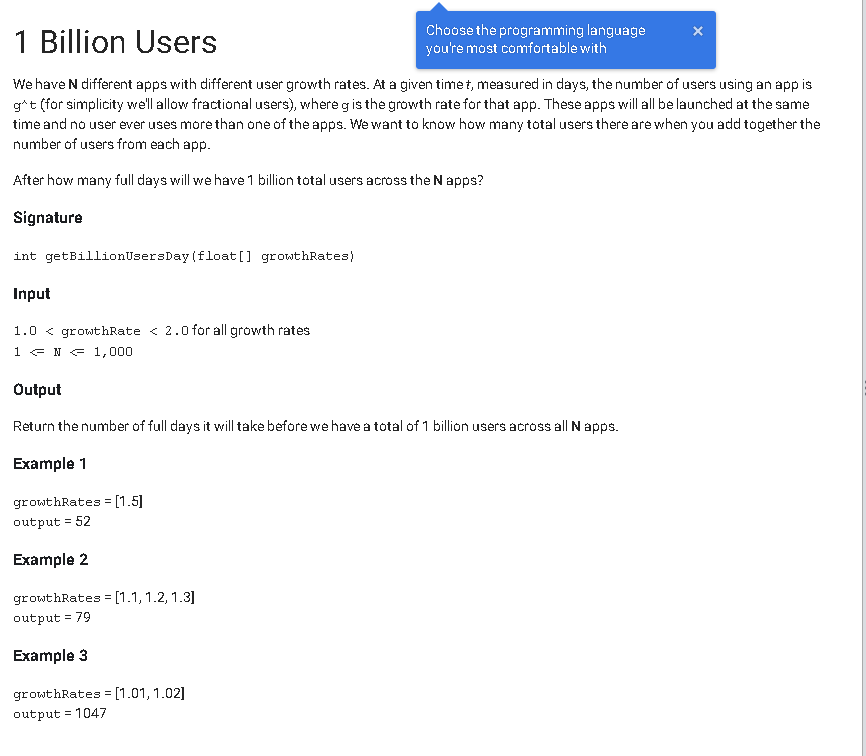 1 Billion Users
Choose the programming language
you're most comfortable with
×
We have N different apps with different user growth rates. At a given time t, measured in days, the number of users using an app is
g^t (for simplicity we'll allow fractional users), where g is the growth rate for that app. These apps will all be launched at the same
time and no user ever uses more than one of the apps. We want to know how many total users there are when you add together the
number of users from each app.
After how many full days will we have 1 billion total users across the N apps?
Signature
int getBillionUsersDay(float[] growthRates)
Input
1.0 < growthRate < 2.0 for all growth rates
1 <= N <= 1,000
Output
Return the number of full days it will take before we have a total of 1 billion users across all N apps.
Example 1
growthRates = [1.5]
output = 52
Example 2
growthRates = [1.1, 1.2, 1.3]
output = 79
Example 3
growthRates = [1.01, 1.02]
output = 1047